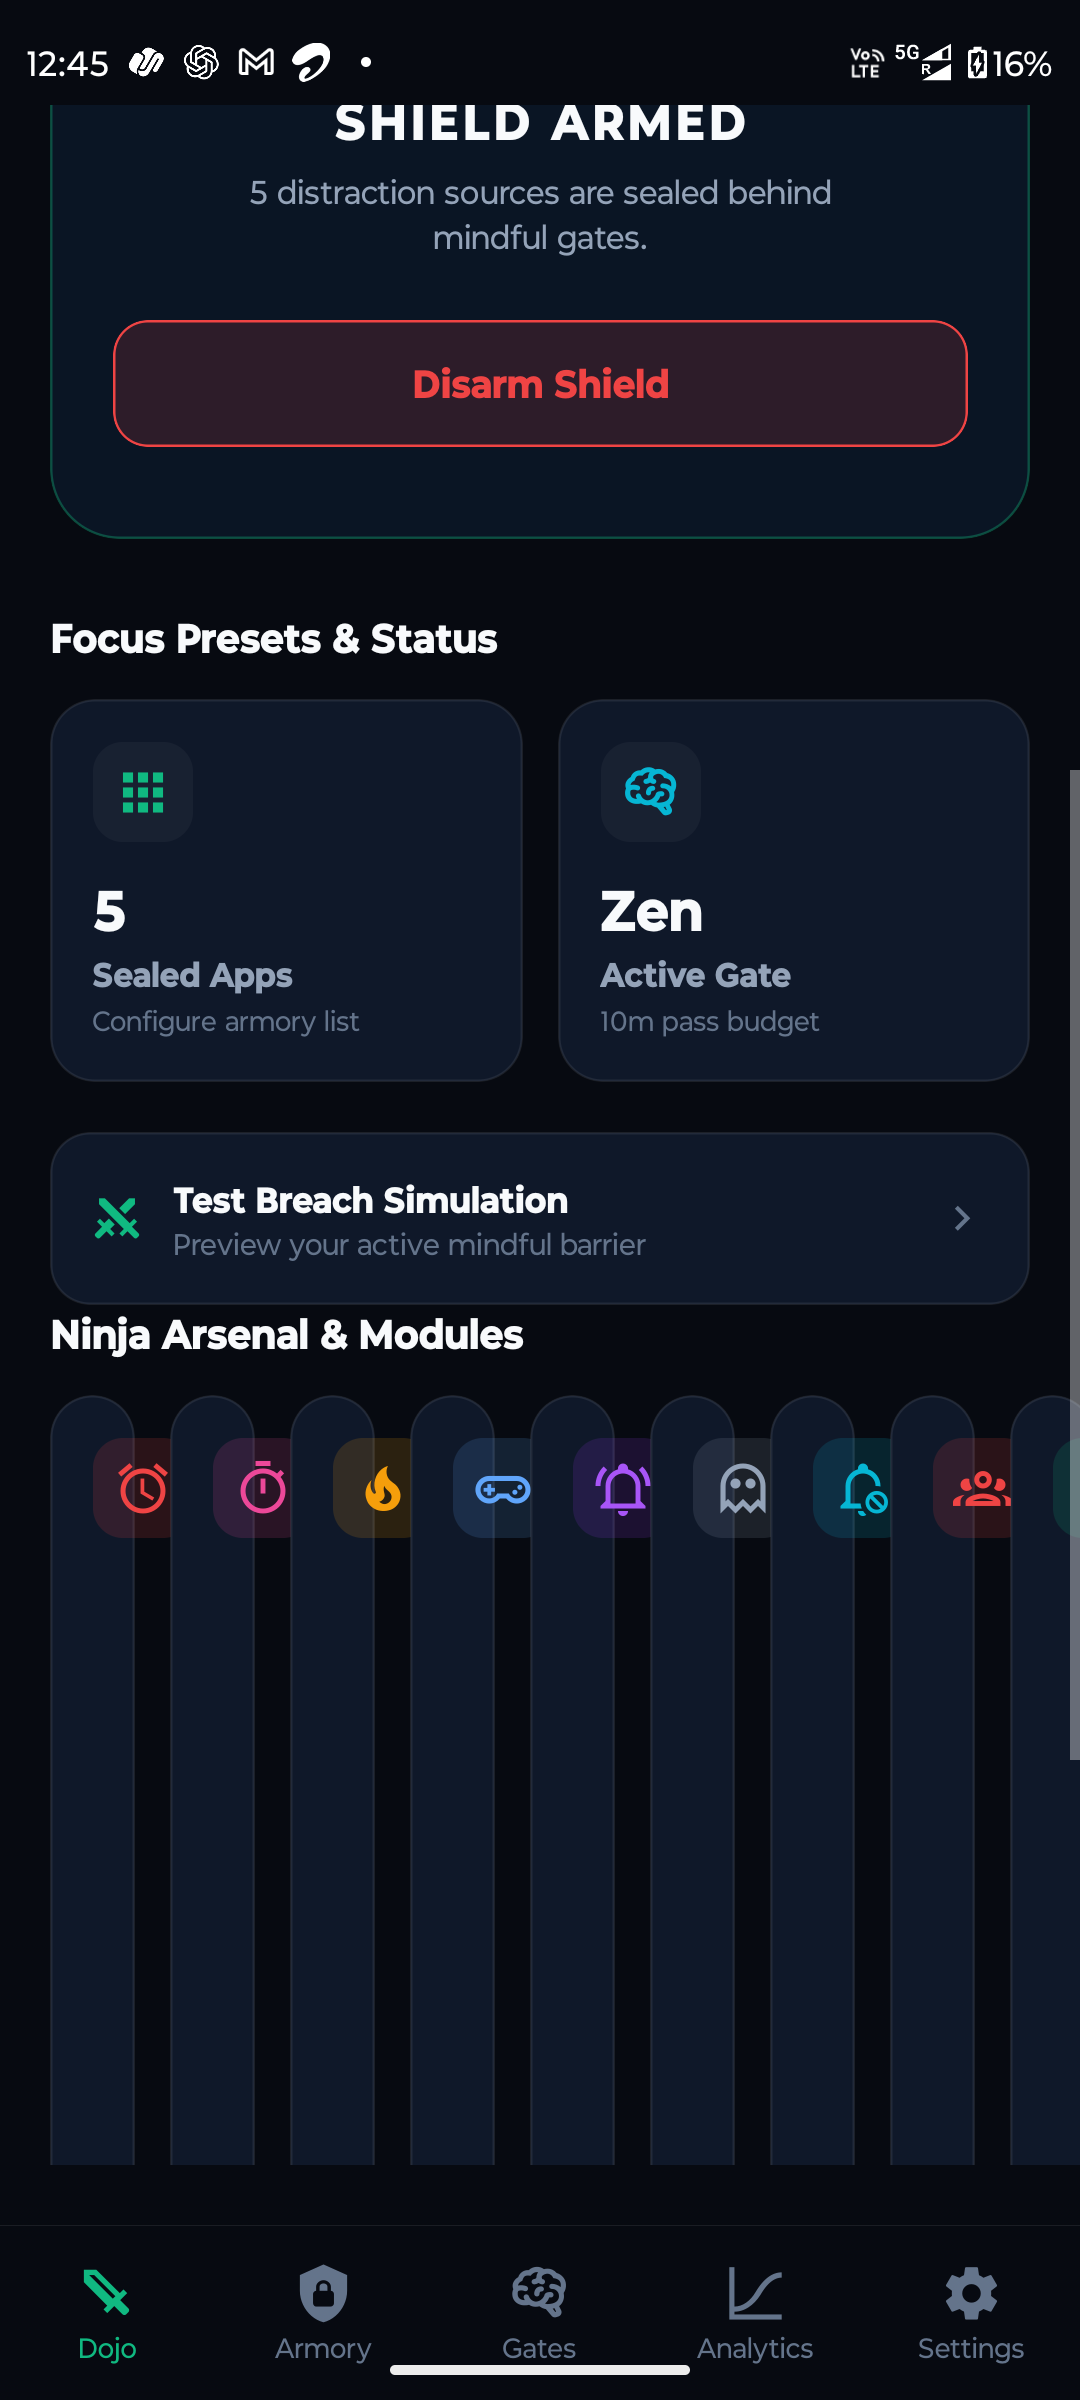 12:45
Vo LTE 5G R 16%
SHIELD ARMED
5 distraction sources are sealed behind
mindful gates.
Disarm Shield
Focus Presets & Status
5
Sealed Apps
Configure armory list
Zen
Active Gate
10m pass budget
Test Breach Simulation
Preview your active mindful barrier
Ninja Arsenal & Modules
Dojo
Armory
Gates
Analytics
Settings